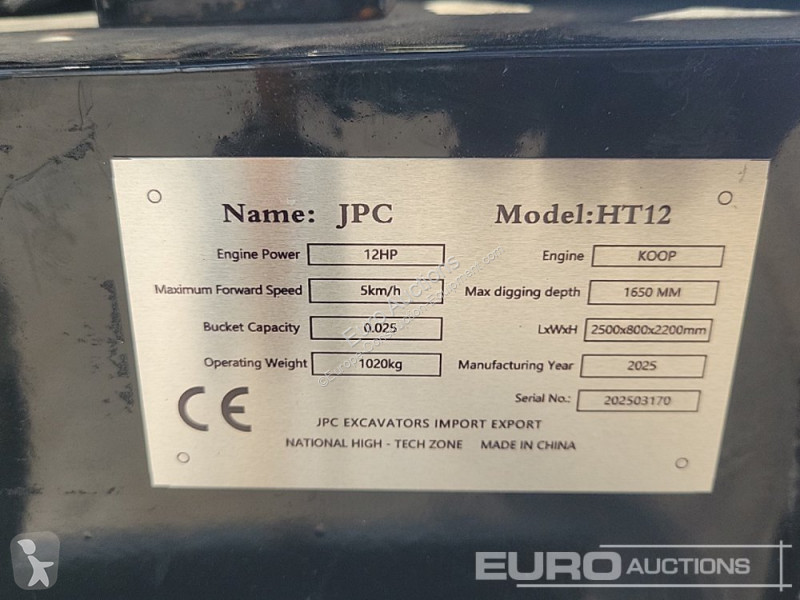 Name: JPC Model:HT12
Engine Power 12HP Engine KOOP
Maximum Forward Speed 5km/h Max digging depth 1650 MM
Bucket Capacity 0.025 LxWxH 2500x800x2200mm
Operating Weight 1020kg Manufacturing Year 2025
Serial No.: 202503170
CE
JPC EXCAVATORS IMPORT EXPORT
NATIONAL HIGH - TECH ZONE MADE IN CHINA
Euro Auctions
EURO AUCTIONS